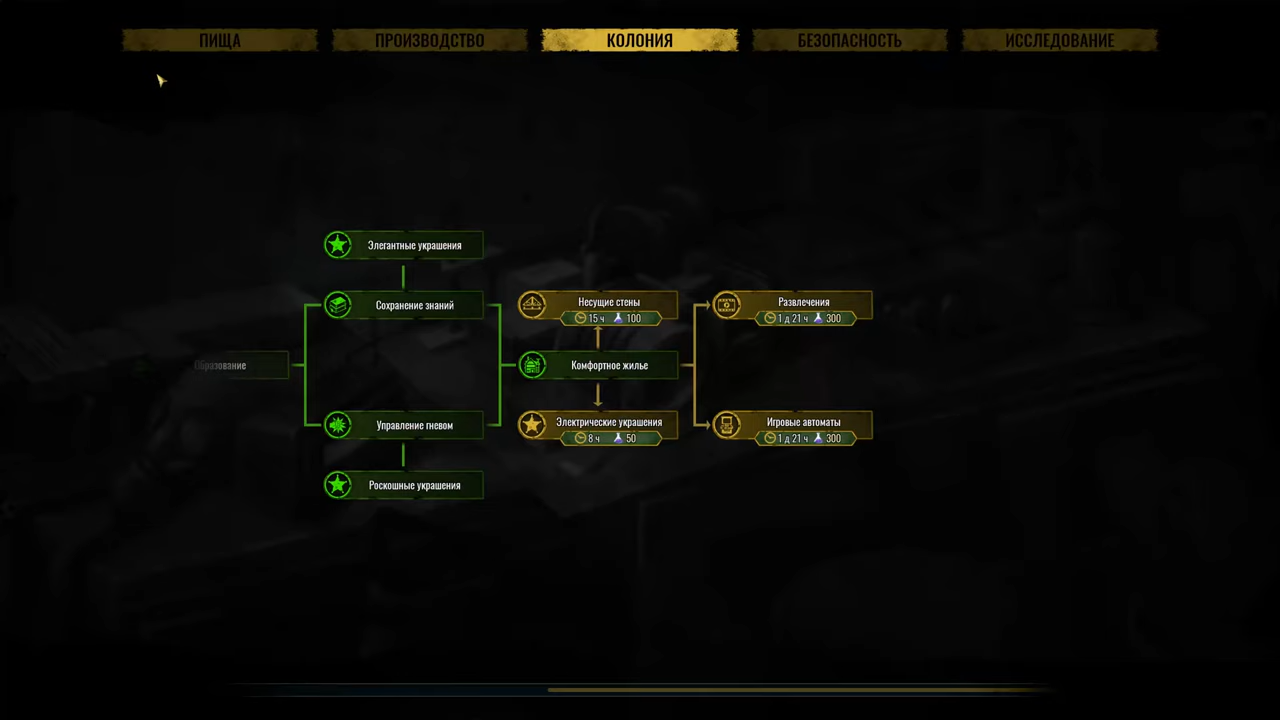 ПИЩА
ПРОИЗВОДСТВО
КОЛОНИЯ
БЕЗОПАСНОСТЬ
ИССЛЕДОВАНИЕ
Элегантные украшения
Сохранение знаний
Несущие стены
15 ч 100
Развлечения
1 д 21 ч 300
Образование
Комфортное жилье
Управление гневом
Электрические украшения
8 ч 50
Игровые автоматы
1 д 21 ч 300
Роскошные украшения